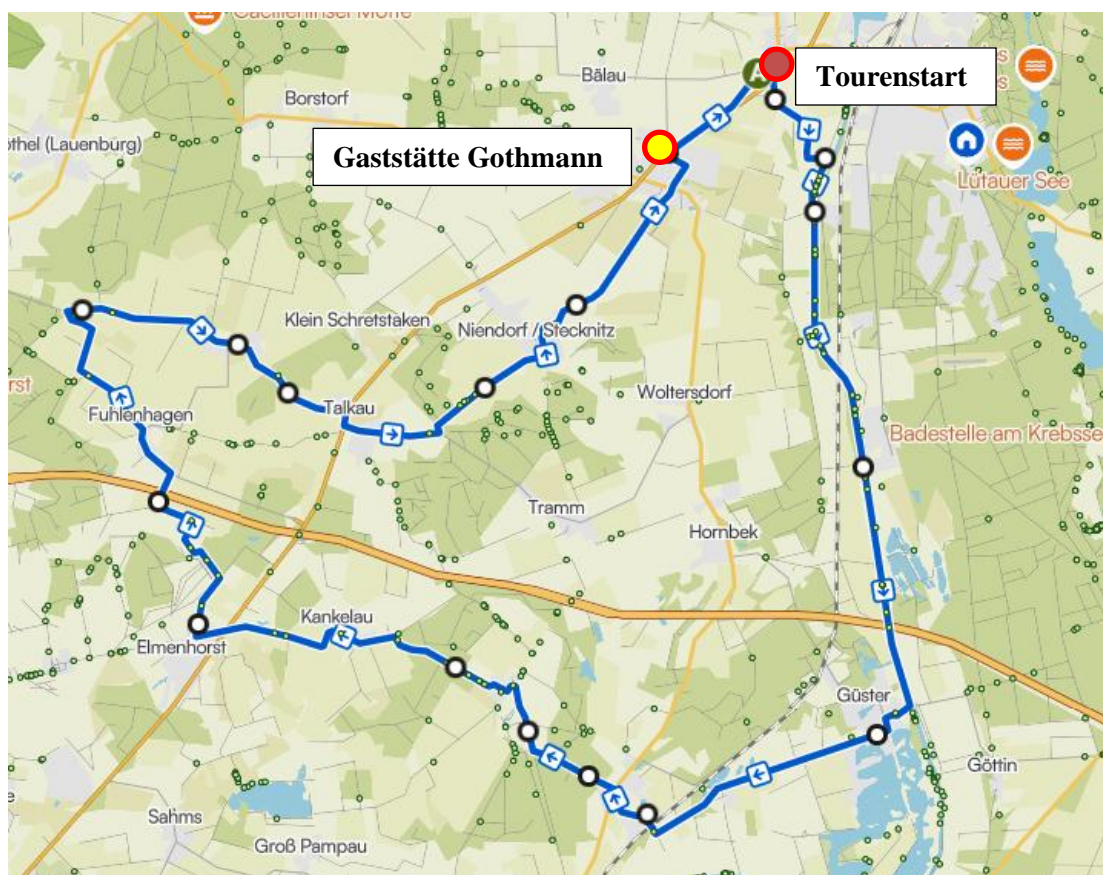 Bälau
Tourenstart
Borstorf
Gaststätte Gothmann
(Lauenburg)
Lütauer See
Klein Schretstaken
Niendorf / Stecknitz
Woltersdorf
Fuhlenhagen
Talkau
Badestelle am Krebsse
Tramm
Hornbek
Kankelau
Elmenhorst
Güster
Göttin
Sahms
Groß Pampau
A